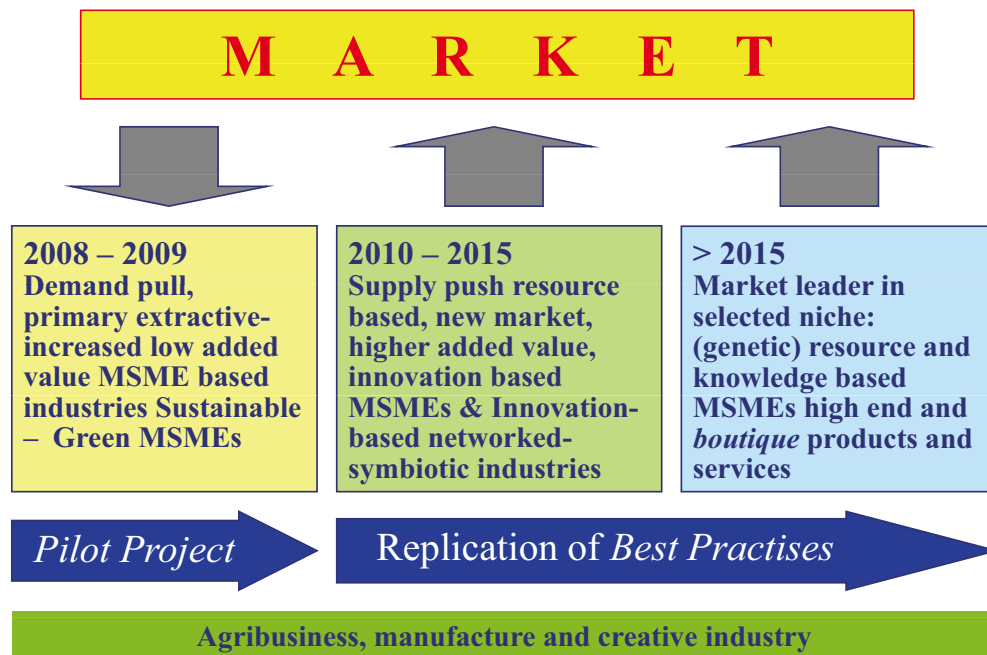 M A R K E T
2008 – 2009
Demand pull,
primary extractive-
increased low added
value MSME based
industries Sustainable
– Green MSMEs
2010 – 2015
Supply push resource
based, new market,
higher added value,
innovation based
MSMEs & Innovation-
based networked-
symbiotic industries
> 2015
Market leader in
selected niche:
(genetic) resource and
knowledge based
MSMEs high end and
boutique products and
services
Pilot Project
Replication of Best Practises
Agribusiness, manufacture and creative industry